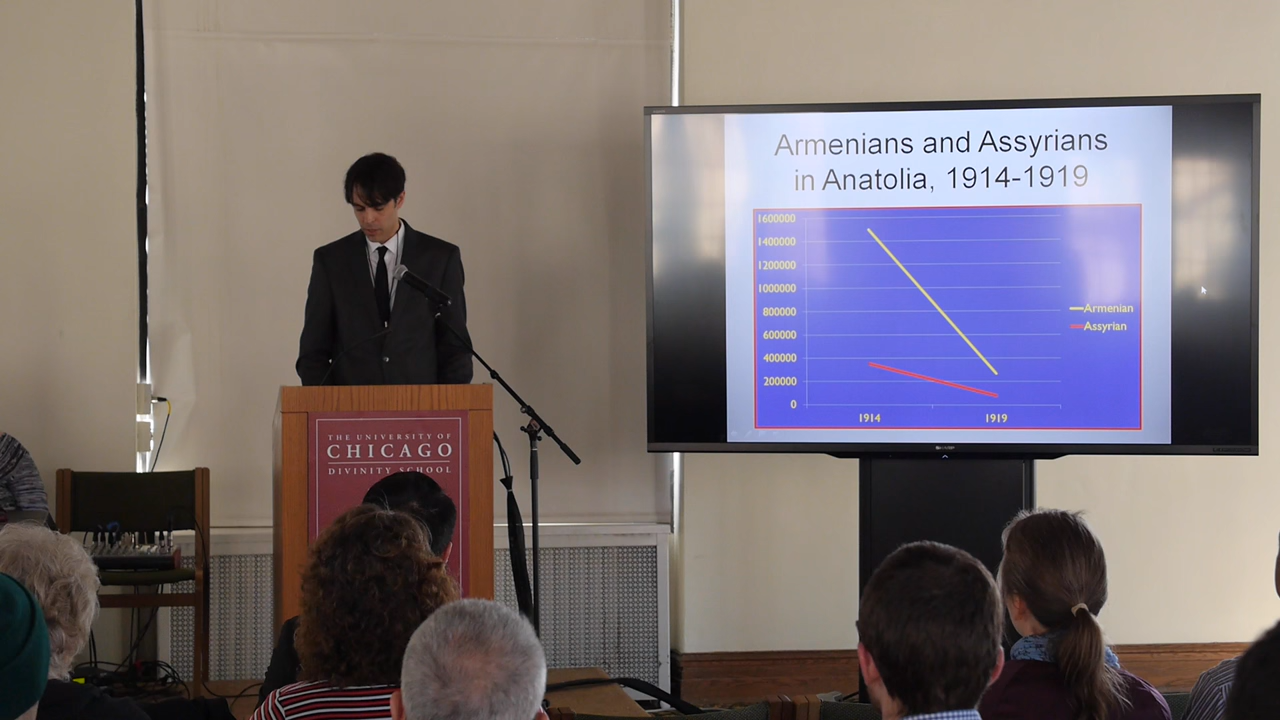 THE UNIVERSITY OF
CHICAGO
DIVINITY SCHOOL
Armenians and Assyrians
in Anatolia, 1914-1919
1600000
1400000
1200000
1000000
800000
600000
400000
200000
0
1914
1919
Armenian
Assyrian
SHARP